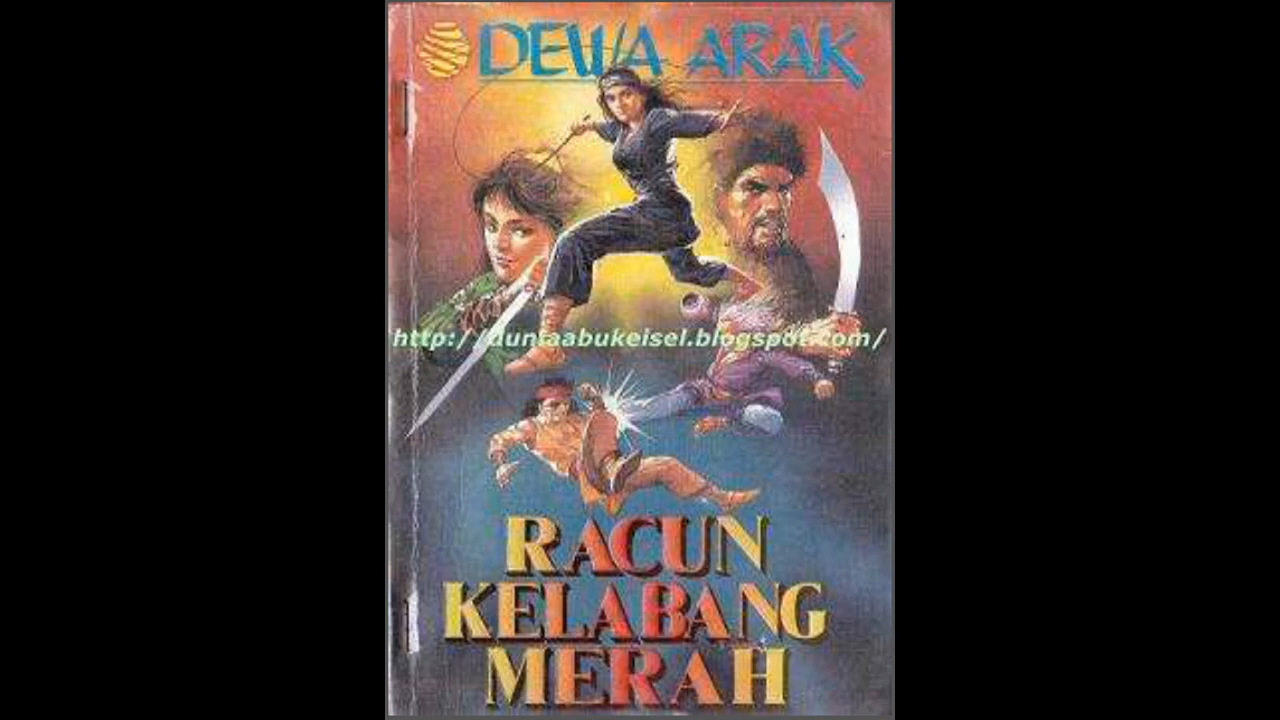 DEWA ARAK
http://duniaabukeisel.blogspot.com/
RACUN
KELABANG
MERAH